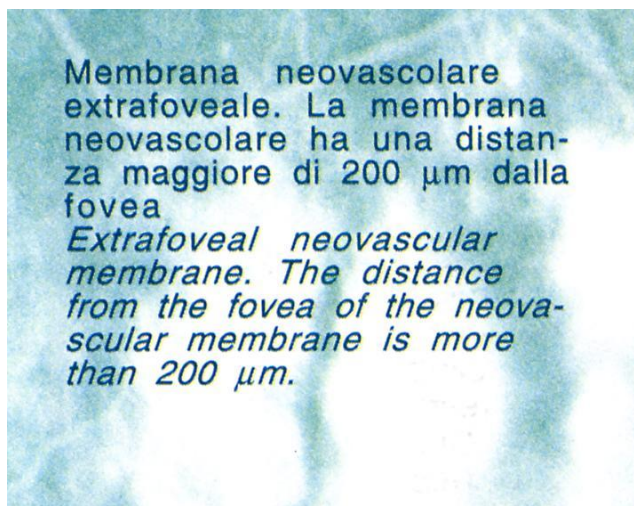 Membrana neovascolare
extrafoveale. La membrana
neovascolare ha una distan-
za maggiore di 200 μm dalla
fovea
Extrafoveal neovascular
membrane. The distance
from the fovea of the neova-
scular membrane is more
than 200 μm.